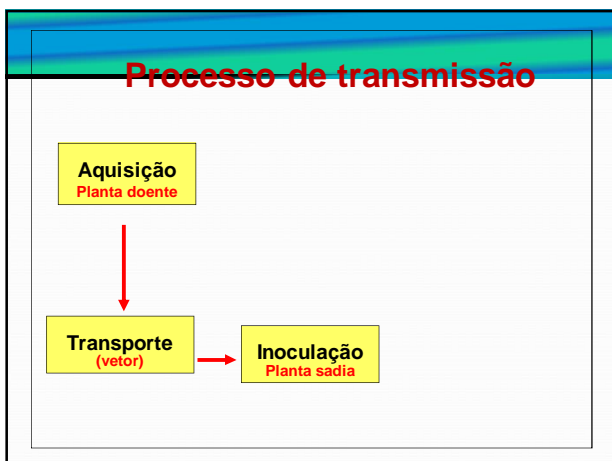 Processo de transmissão
Aquisição
Planta doente
Transporte
(vetor)
Inoculação
Planta sadia